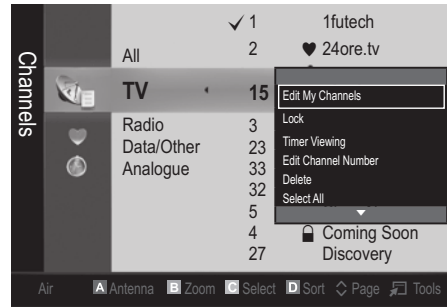 Channels
All
TV
Radio
Data/Other
Analogue
1 1futech
2 24ore.tv
15
3
23
33
32
5
4 Coming Soon
27 Discovery
Edit My Channels
Lock
Timer Viewing
Edit Channel Number
Delete
Select All
Air A Antenna B Zoom C Select D Sort Page Tools